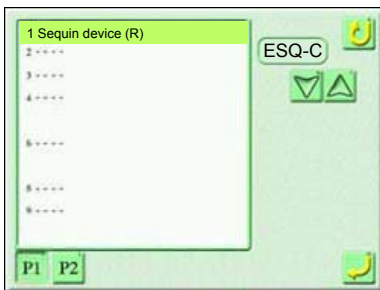 1 Sequin device (R)
ESQ-C
2 ----
3 ----
4 ----
6 ----
8 ----
9 ----
P1 P2